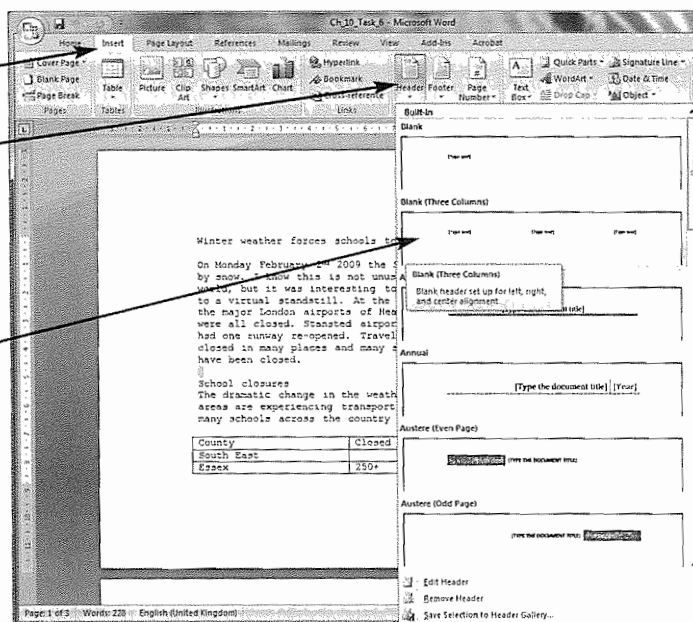 Ch_10_Task_6 - Microsoft Word
Home Insert Page Layout References Mailings Review View Add-Ins Acrobat
Cover Page
Blank Page
Page Break
Pages
Table
Tables
Picture Clip Art Shapes SmartArt Chart
Illustrations
Hyperlink
Bookmark
Cross-reference
Links
Header Footer Page Number
Text Box
Quick Parts
WordArt
Drop Cap
Signature Line
Date & Time
Object
Built-In
Blank
[Type text]
Blank (Three Columns)
[Type text] [Type text] [Type text]
Blank (Three Columns)
Blank header set up for left, right, and center alignment
title]
Annual
[Type the document title] [Year]
Austere (Even Page)
[TYPE THE DOCUMENT TITLE]
Austere (Odd Page)
[TYPE THE DOCUMENT TITLE]
Edit Header
Remove Header
Save Selection to Header Gallery...
Winter weather forces schools to
On Monday February 2nd 2009 the S
by snow. I know this is not unus
world, but it was interesting to
to a virtual standstill. At the
the major London airports of Hea
were all closed. Stansted airpor
had one runway re-opened. Travel
closed in many places and many s
have been closed.
School closures
The dramatic change in the weath
areas are experiencing transport
many schools across the country
County Closed
South East
Essex 250+
Page: 1 of 3 Words: 228 English (United Kingdom)